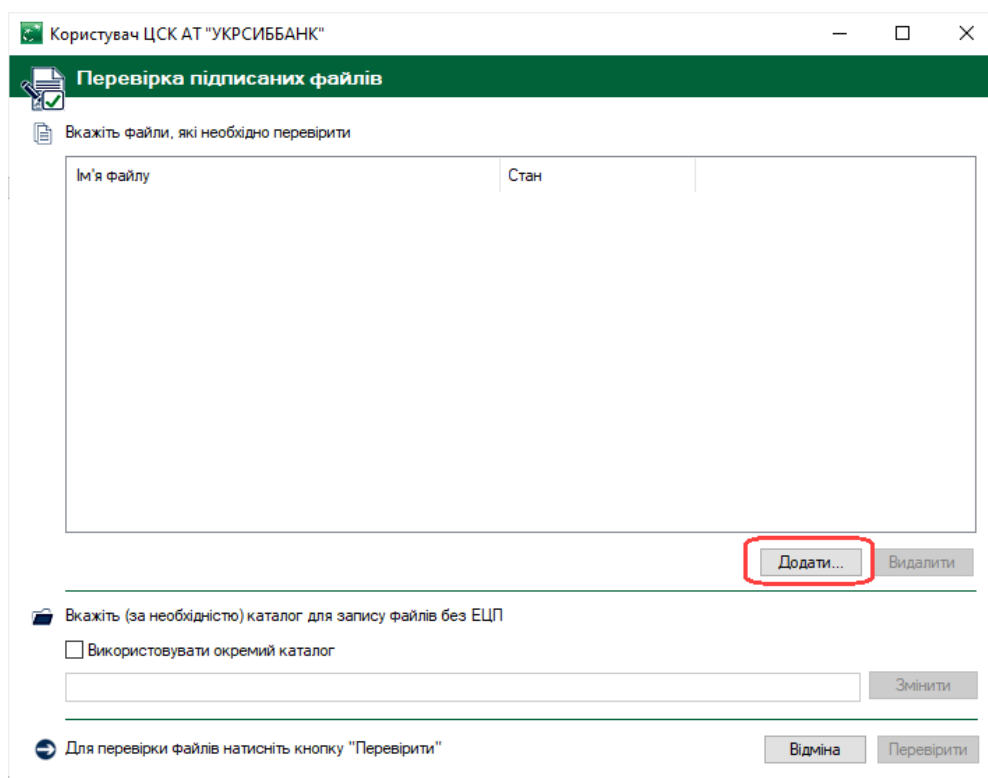 Користувач ЦСК АТ "УКРСИББАНК"
Перевірка підписаних файлів
Вкажіть файли, які необхідно перевірити
Ім'я файлу Стан
Додати... Видалити
Вкажіть (за необхідністю) каталог для запису файлів без ЕЦП
Використовувати окремий каталог
Змінити
Для перевірки файлів натисніть кнопку "Перевірити" Відміна Перевірити